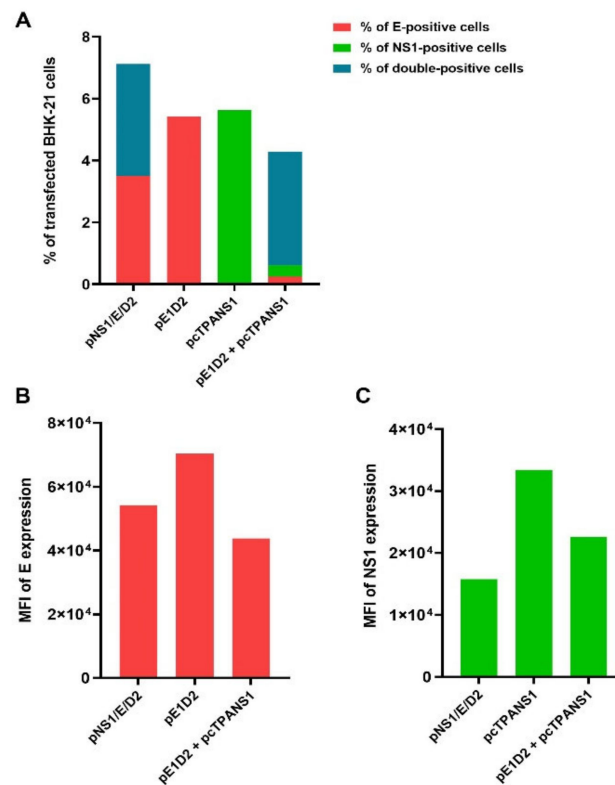 A
% of E-positive cells
% of NS1-positive cells
% of double-positive cells
% of transfected BHK-21 cells
8
6
4
2
0
pNS1/E/D2
pE1D2
pcTPANS1
pE1D2 + pcTPANS1
B
MFI of E expression
8×10⁴
6×10⁴
4×10⁴
2×10⁴
0
pNS1/E/D2
pE1D2
pE1D2 + pcTPANS1
C
MFI of NS1 expression
4×10⁴
3×10⁴
2×10⁴
1×10⁴
0
pNS1/E/D2
pcTPANS1
pE1D2 + pcTPANS1